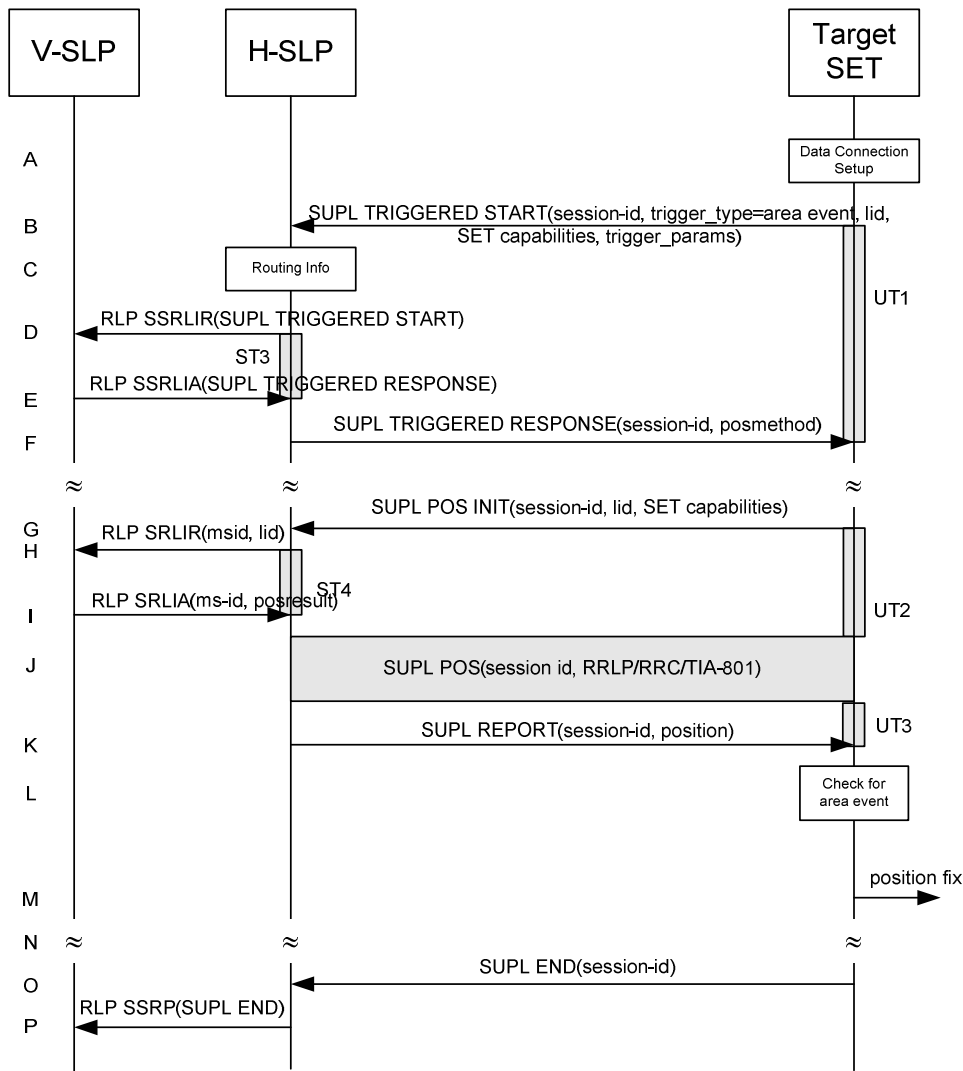 V-SLP
H-SLP
Target
SET
A
Data Connection
Setup
B
SUPL TRIGGERED START(session-id, trigger_type=area event, lid,
SET capabilities, trigger_params)
C
Routing Info
UT1
D
RLP SSRLIR(SUPL TRIGGERED START)
ST3
E
RLP SSRLIA(SUPL TRIGGERED RESPONSE)
F
SUPL TRIGGERED RESPONSE(session-id, posmethod)
≈ ≈ ≈
G
SUPL POS INIT(session-id, lid, SET capabilities)
H
RLP SRLIR(msid, lid)
ST4
I
RLP SRLIA(ms-id, posresult)
UT2
J
SUPL POS(session id, RRLP/RRC/TIA-801)
UT3
K
SUPL REPORT(session-id, position)
L
Check for
area event
M
position fix
N
≈ ≈ ≈
O
SUPL END(session-id)
P
RLP SSRP(SUPL END)